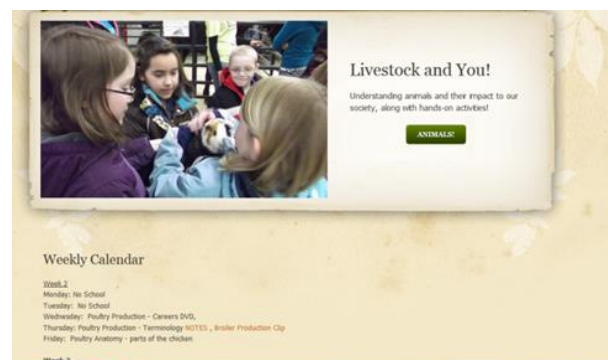 Livestock and You!
Understanding animals and their impact to our
society, along with hands-on activities!
ANIMALS!
Weekly Calendar
Week 2
Monday: No School
Tuesday: No School
Wednesday: Poultry Production - Careers DVD,
Thursday: Poultry Production - Terminology NOTES , Broiler Production Clip
Friday: Poultry Anatomy - parts of the chicken